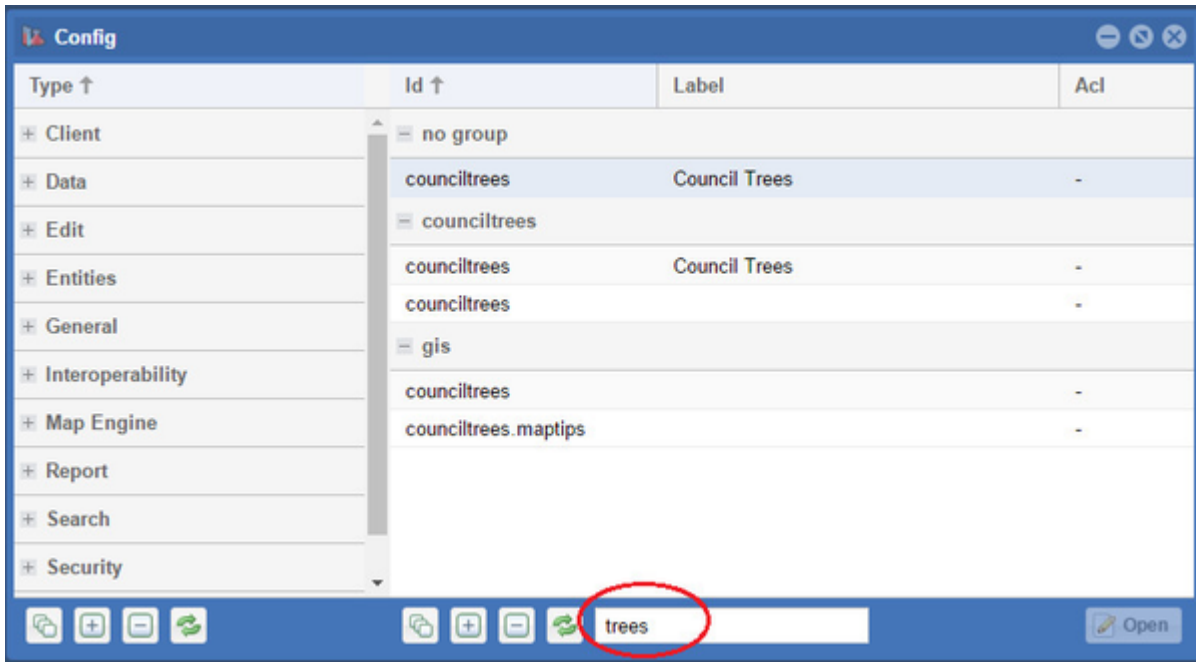 Config
Type ↑ Id ↑ Label Acl
Client
Data
Edit
Entities
General
Interoperability
Map Engine
Report
Search
Security
no group
counciltrees Council Trees -
counciltrees
counciltrees Council Trees -
counciltrees -
gis
counciltrees -
counciltrees.maptips -
trees
Open